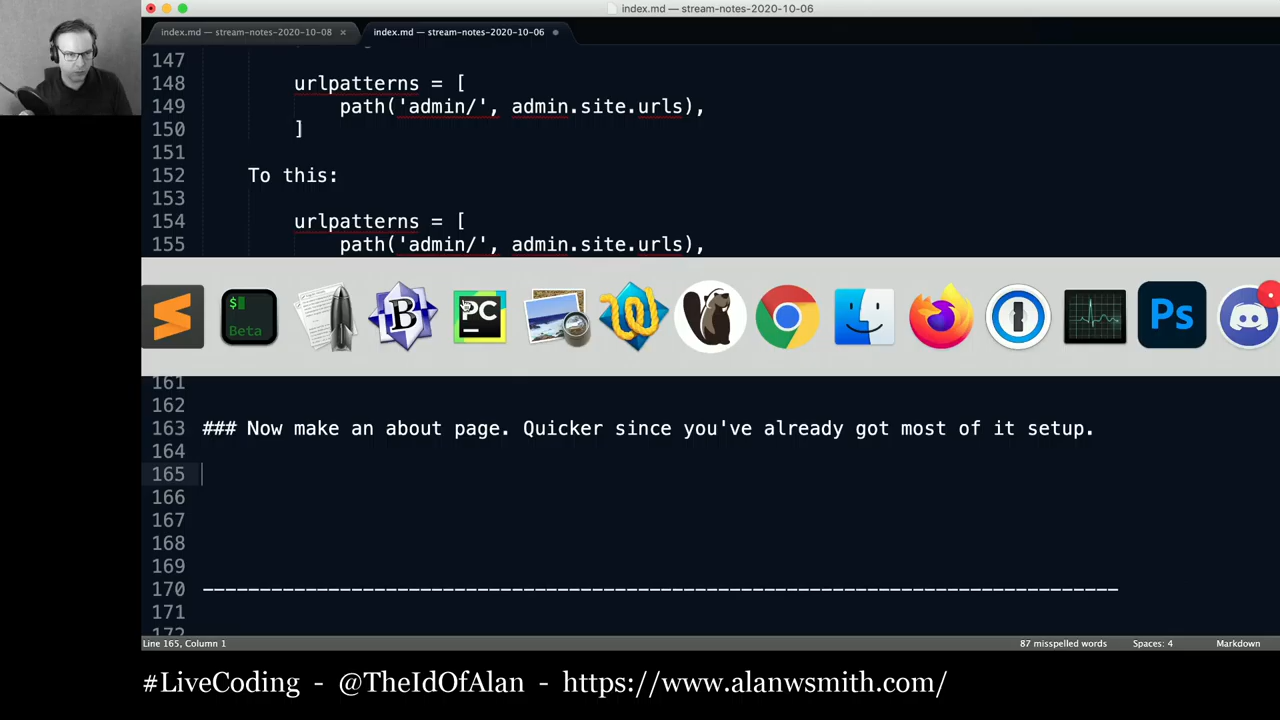 index.md — stream-notes-2020-10-06
index.md — stream-notes-2020-10-08 ×
index.md — stream-notes-2020-10-06
147
148 urlpatterns = [
149 path('admin/', admin.site.urls),
150 ]
151
152 To this:
153
154 urlpatterns = [
155 path('admin/', admin.site.urls),
$ Beta
B
PC
Ps
161
162
163 ### Now make an about page. Quicker since you've already got most of it setup.
164
165
166
167
168
169
170 --------------------------------------------------------------------------------
171
172
Line 165, Column 1 87 misspelled words Spaces: 4 Markdown
#LiveCoding - @TheIdOfAlan - https://www.alanwsmith.com/